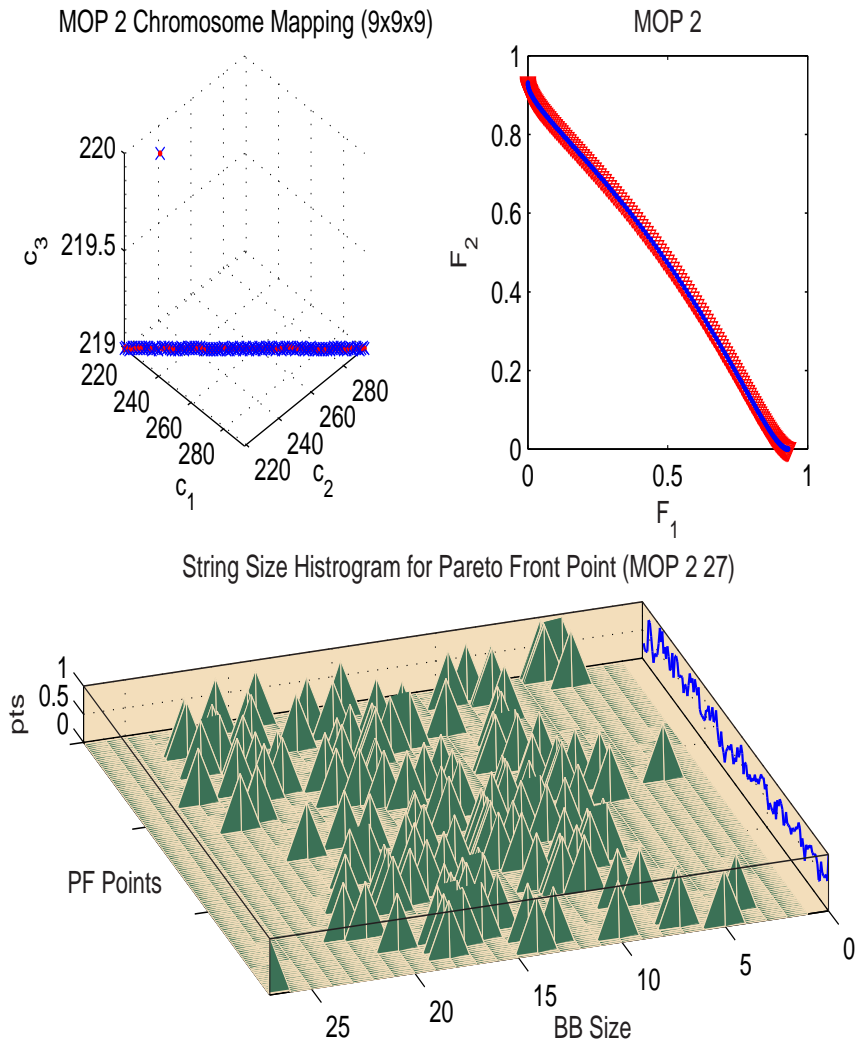 MOP 2 Chromosome Mapping (9x9x9)
220
219.5
219
c3
220
240
260
280
c1
220
240
260
280
c2
MOP 2
1
0.8
0.6
0.4
0.2
0
F2
0
0.5
1
F1
String Size Histrogram for Pareto Front Point (MOP 2 27)
1
0.5
0
pts
PF Points
25
20
15
10
5
0
BB Size